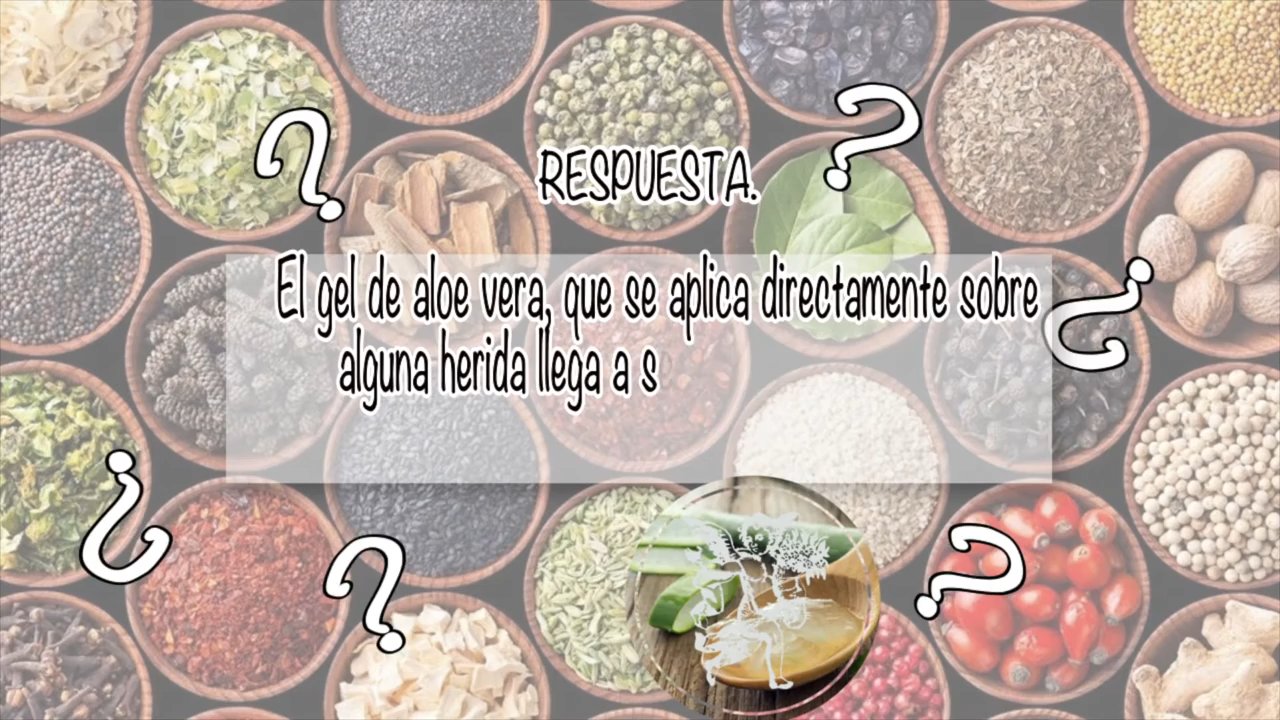 RESPUESTA.
El gel de aloe vera, que se aplica directamente sobre
alguna herida llega a s